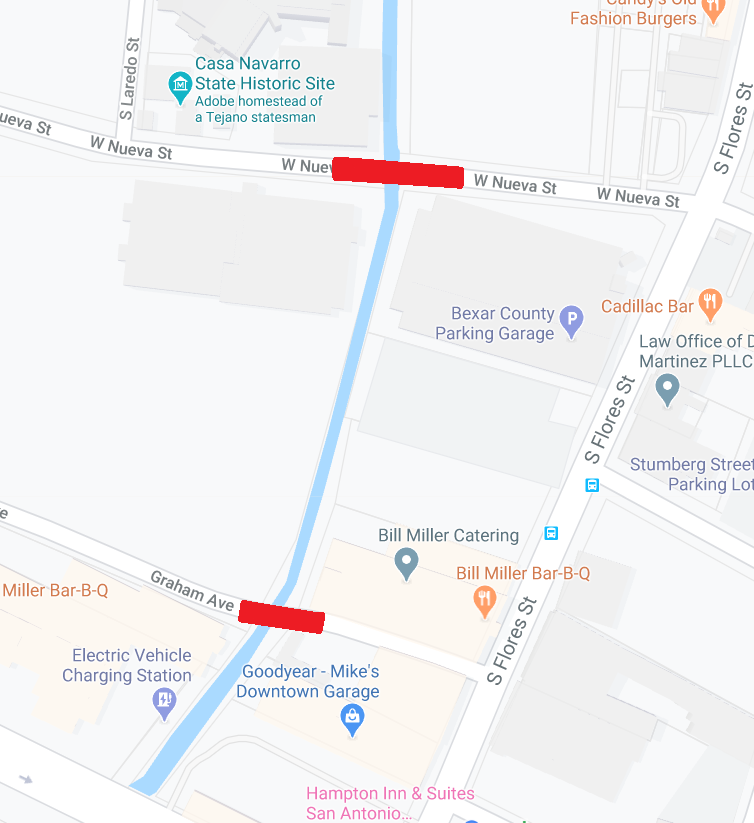 Candy's Old
Fashion Burgers
S Laredo St
Casa Navarro
State Historic Site
Adobe homestead of
a Tejano statesman
S Flores St
ueva St
W Nueva St
W Nuev
W Nueva St
W Nueva St
Cadillac Bar
Bexar County
Parking Garage
P
Law Office of D
Martinez PLLC
S Flores St
Stumberg Street
Parking Lot
e
Bill Miller Catering
Bill Miller Bar-B-Q
Graham Ave
Miller Bar-B-Q
S Flores St
Electric Vehicle
Charging Station
Goodyear - Mike's
Downtown Garage
Hampton Inn & Suites
San Antonio...